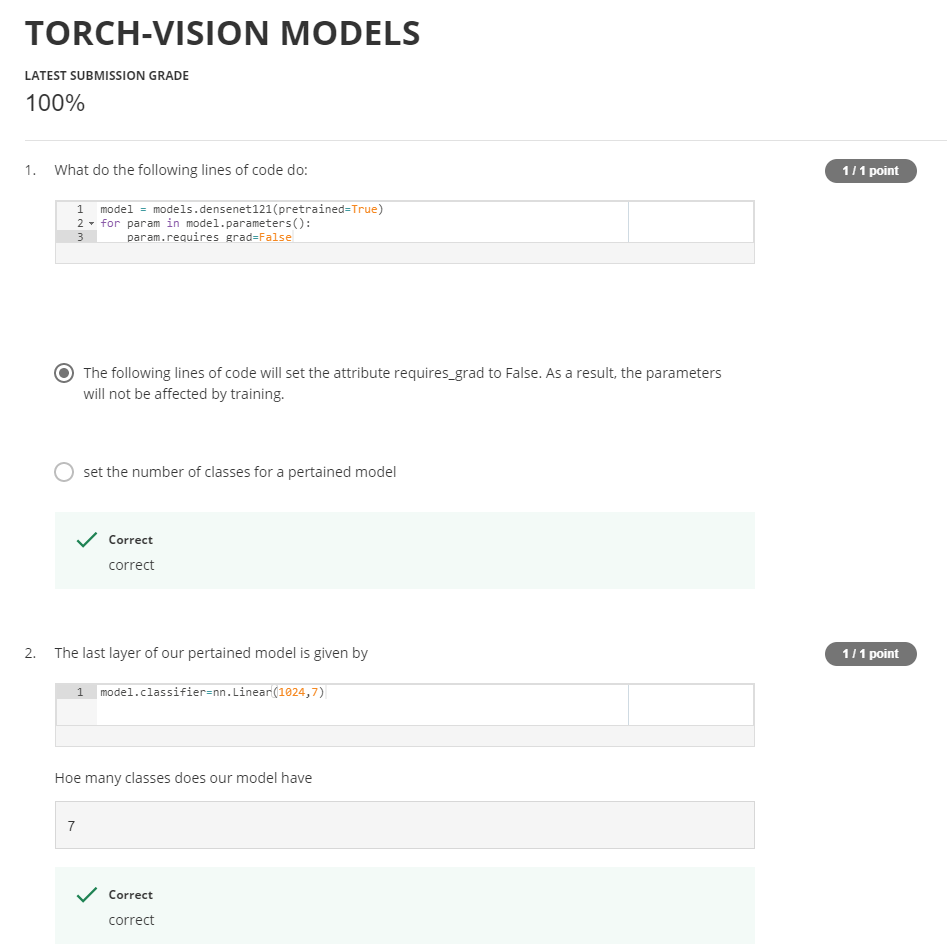 TORCH-VISION MODELS
LATEST SUBMISSION GRADE
100%
1. What do the following lines of code do:
1 / 1 point
1 model = models.densenet121(pretrained=True)
2 for param in model.parameters():
3 param.requires_grad=False
The following lines of code will set the attribute requires_grad to False. As a result, the parameters
will not be affected by training.
set the number of classes for a pertained model
Correct
correct
2. The last layer of our pertained model is given by
1 / 1 point
1 model.classifier=nn.Linear(1024,7)
Hoe many classes does our model have
7
Correct
correct